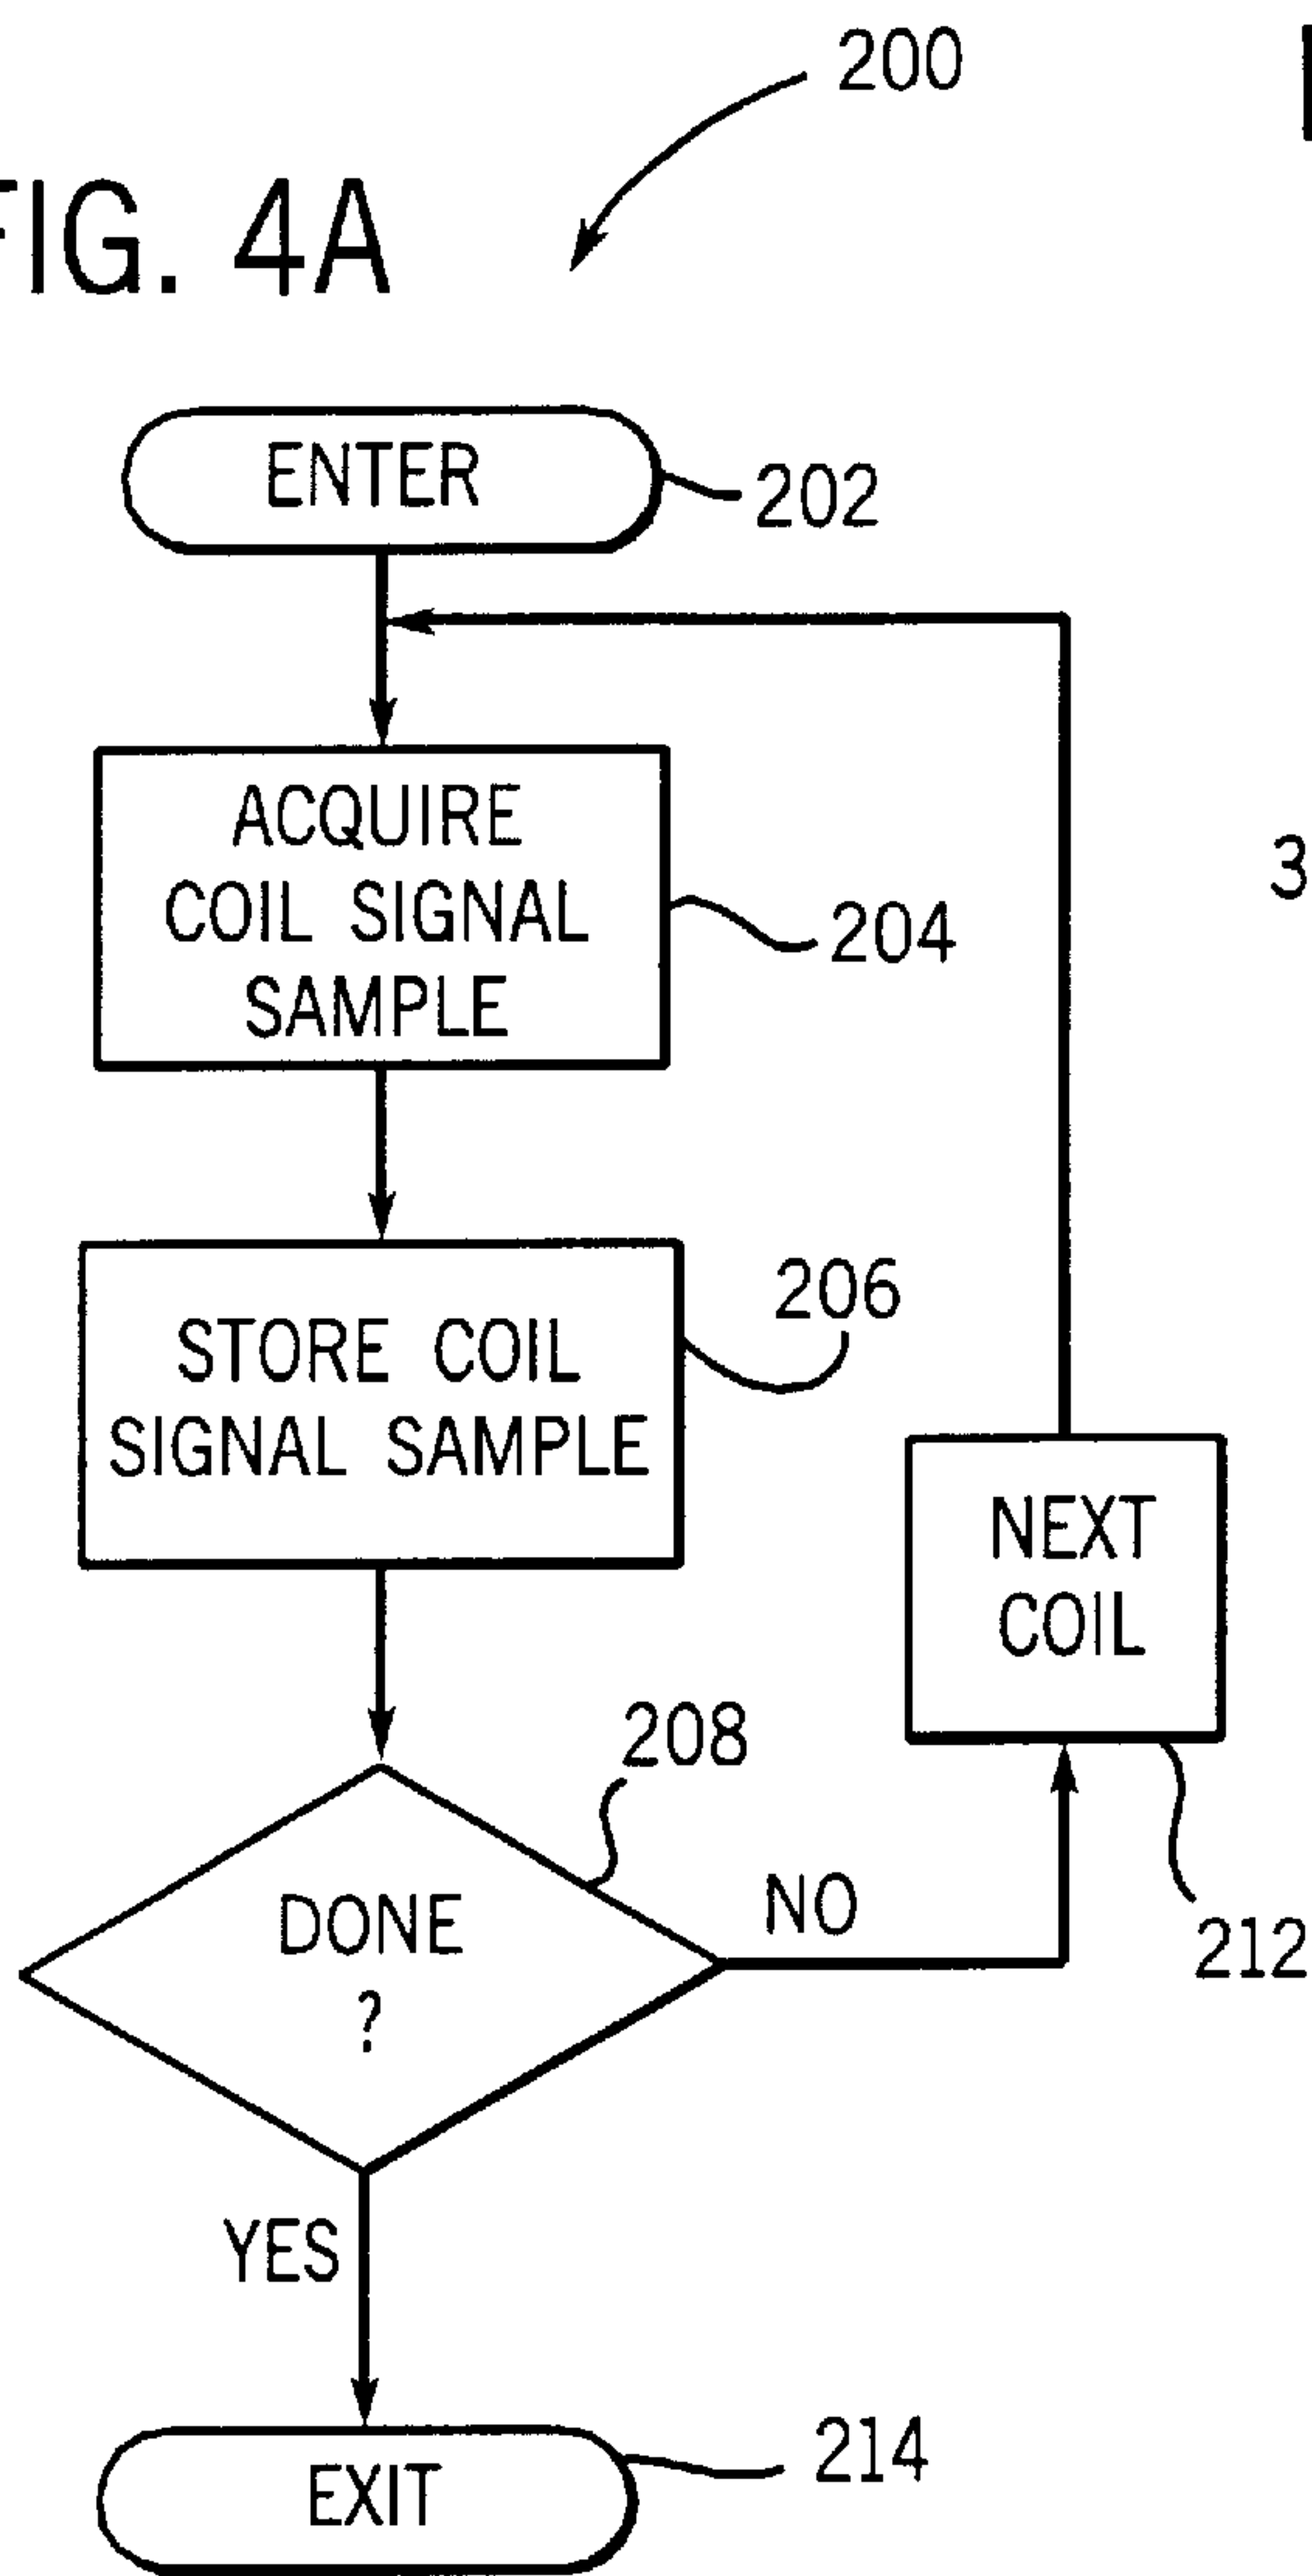 200
FIG. 4A
ENTER
202
ACQUIRE
COIL SIGNAL
SAMPLE
204
3
STORE COIL
SIGNAL SAMPLE
206
NEXT
COIL
208
DONE
?
NO
212
YES
EXIT
214